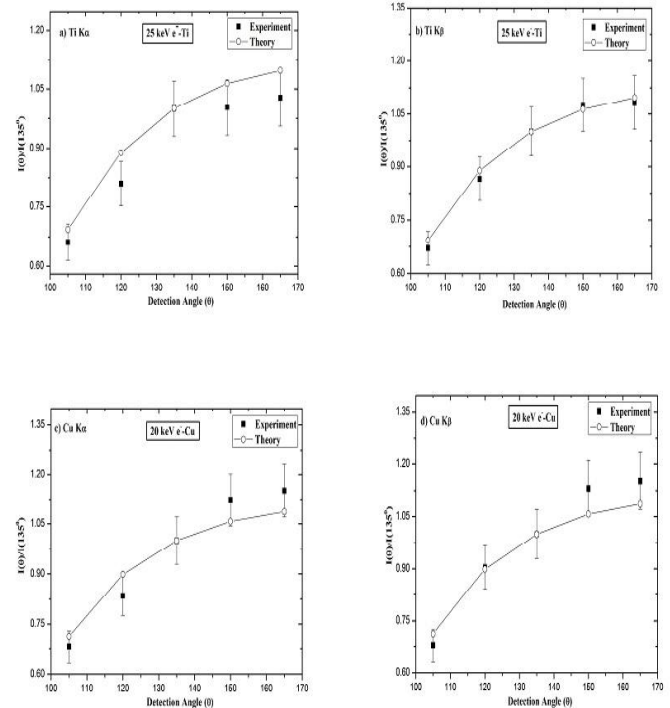 a) Ti Kα
25 keV e⁻-Ti
Experiment
Theory
1.20
1.05
0.90
0.75
0.60
I(θ)/I(135°)
100 110 120 130 140 150 160 170
Detection Angle (θ)
b) Ti Kβ
25 keV e⁻-Ti
Experiment
Theory
1.35
1.20
1.05
0.90
0.75
0.60
I(θ)/I(135°)
100 110 120 130 140 150 160 170
Detection Angle (θ)
c) Cu Kα
20 keV e⁻-Cu
Experiment
Theory
1.35
1.20
1.05
0.90
0.75
0.60
I(θ)/I(135°)
100 110 120 130 140 150 160 170
Detection Angle (θ)
d) Cu Kβ
20 keV e⁻-Cu
Experiment
Theory
1.35
1.20
1.05
0.90
0.75
0.60
I(θ)/I(135°)
100 110 120 130 140 150 160 170
Detection Angle (θ)